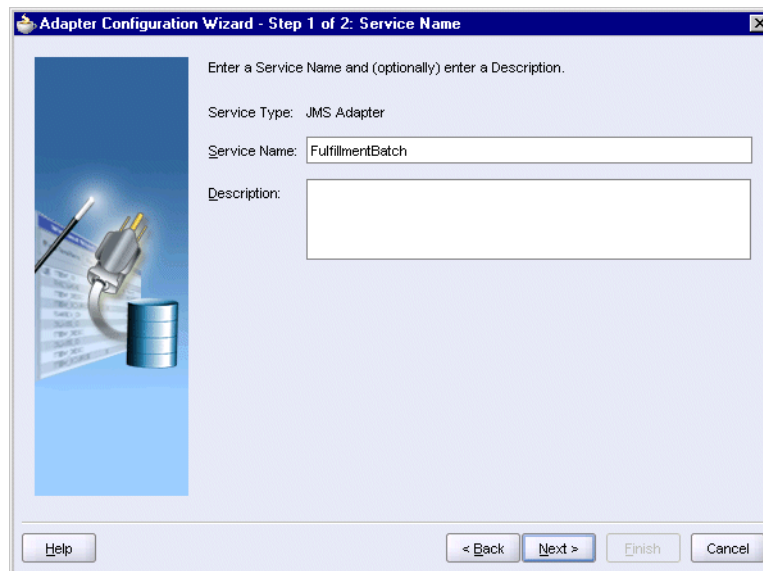 Adapter Configuration Wizard - Step 1 of 2: Service Name
Enter a Service Name and (optionally) enter a Description.
Service Type: JMS Adapter
Service Name: FulfillmentBatch
Description:
Help < Back Next > Finish Cancel